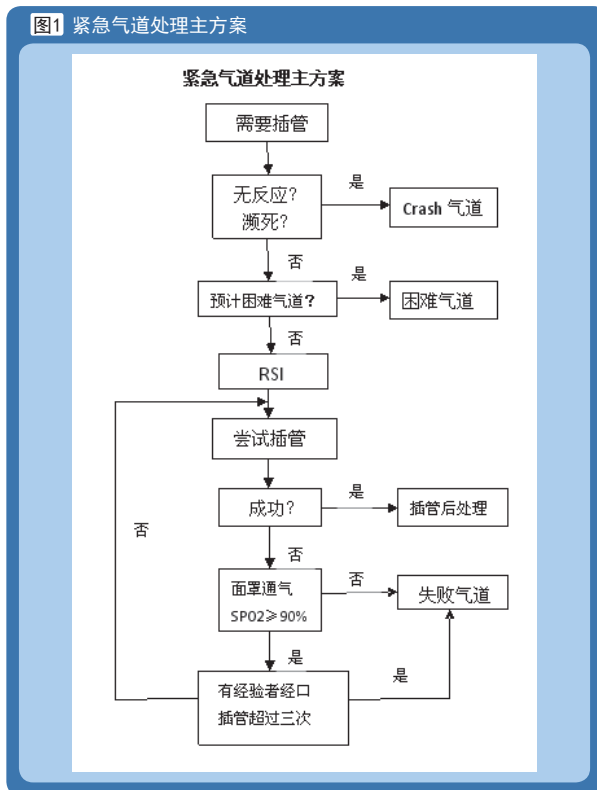 图1 紧急气道处理主方案
紧急气道处理主方案
需要插管
无反应?
濒死?
是
Crash 气道
否
预计困难气道?
是
困难气道
否
RSI
尝试插管
成功?
是
插管后处理
否
否
面罩通气
SPO2≥90%
否
失败气道
是
有经验者经口
插管超过三次
是